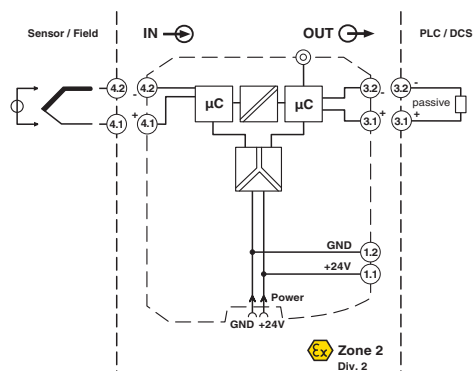 Sensor / Field
IN
OUT
PLC / DCS
4.2
4.2
-
µC
µC
3.2
-
3.2
-
passive
4.1
+
4.1
3.1
+
3.1
+
GND
1.2
+24V
1.1
Power
GND +24V
Ex
Zone 2
Div. 2